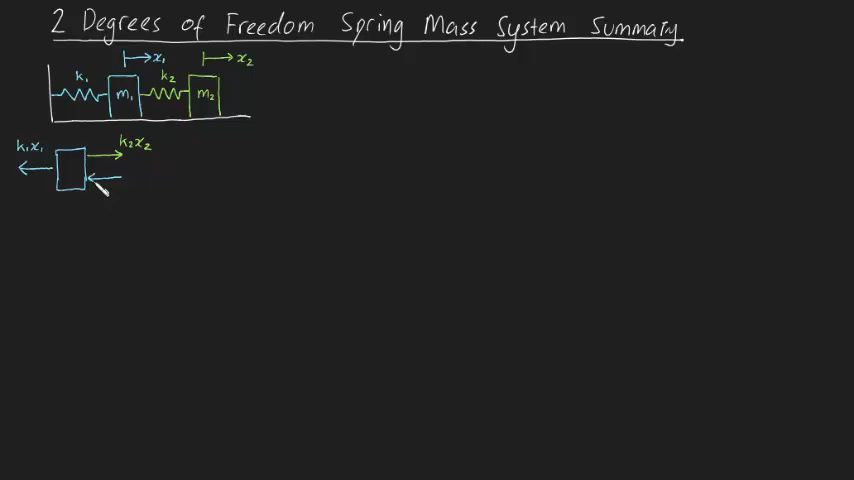 2 Degrees of Freedom Spring Mass System Summary
x₁ x₂
k₁ k₂
m₁ m₂
k₁x₁ k₂x₂